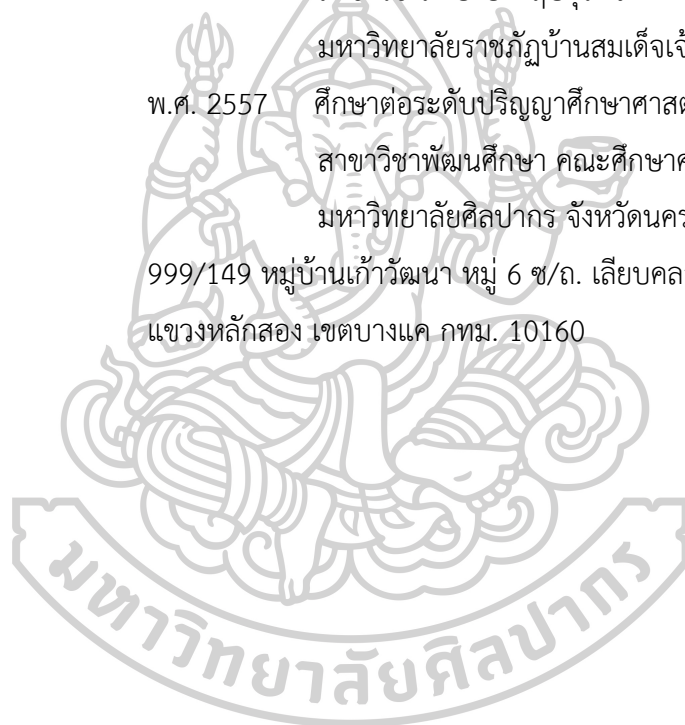 มหาวิทยาลัยราชภัฏบ้านสมเด็จเจ้
พ.ศ. 2557 ศึกษาต่อระดับปริญญาศึกษาศาสต
สาขาวิชาพัฒนศึกษา คณะศึกษาศ
มหาวิทยาลัยศิลปากร จังหวัดนคร
999/149 หมู่บ้านเก้าวัฒนา หมู่ 6 ซ/ถ. เลียบคล
แขวงหลักสอง เขตบางแค กทม. 10160
มหาวิทยาลัยศิลปากร